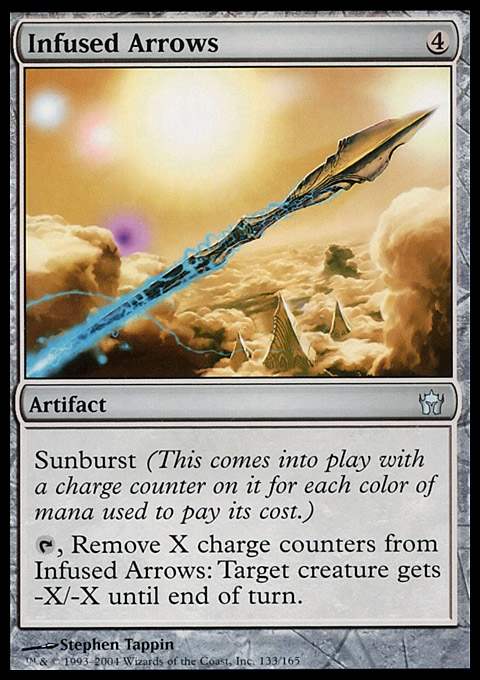 Infused Arrows 4
Artifact
Sunburst (This comes into play with
a charge counter on it for each color of
mana used to pay its cost.)
, Remove X charge counters from
Infused Arrows: Target creature gets
-X/-X until end of turn.
Stephen Tappin
™ & © 1993–2004 Wizards of the Coast, Inc. 133/165